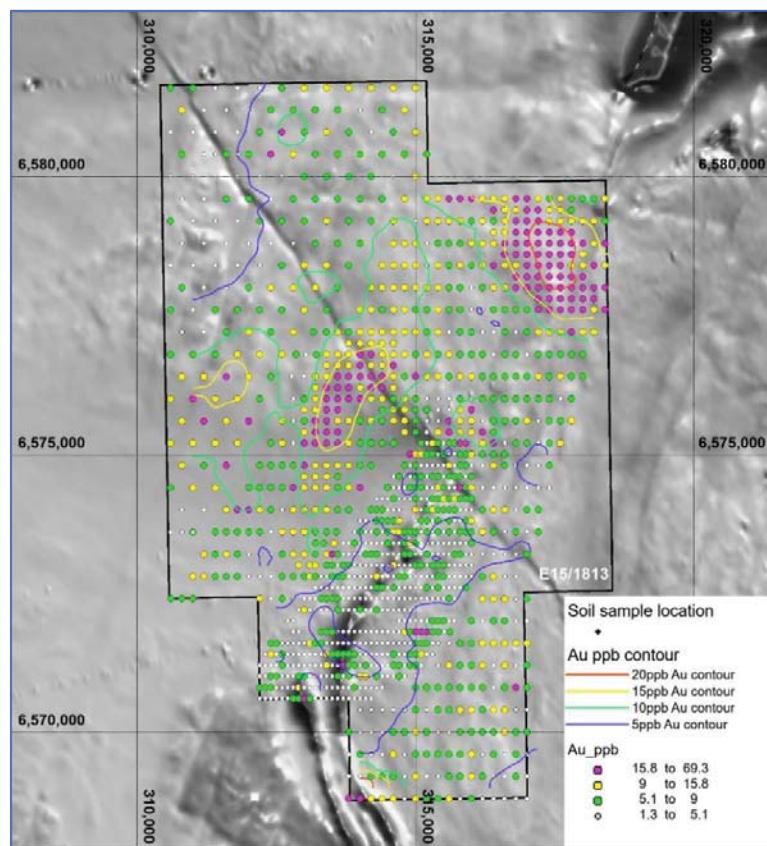 310,000
315,000
320,000
6,580,000
6,580,000
6,575,000
6,575,000
E15/1813
6,570,000
310,000
315,000
Soil sample location
Au ppb contour
20ppb Au contour
15ppb Au contour
10ppb Au contour
5ppb Au contour
Au_ppb
15.8 to 69.3
9 to 15.8
5.1 to 9
1.3 to 5.1